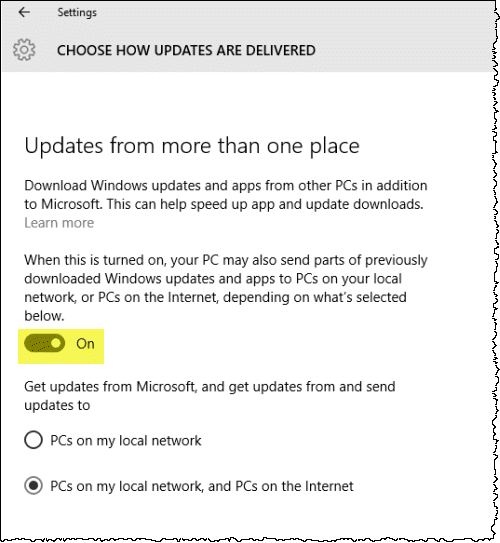 Settings
CHOOSE HOW UPDATES ARE DELIVERED
Updates from more than one place
Download Windows updates and apps from other PCs in addition
to Microsoft. This can help speed up app and update downloads.
Learn more
When this is turned on, your PC may also send parts of previously
downloaded Windows updates and apps to PCs on your local
network, or PCs on the Internet, depending on what's selected
below.
On
Get updates from Microsoft, and get updates from and send
updates to
PCs on my local network
PCs on my local network, and PCs on the Internet